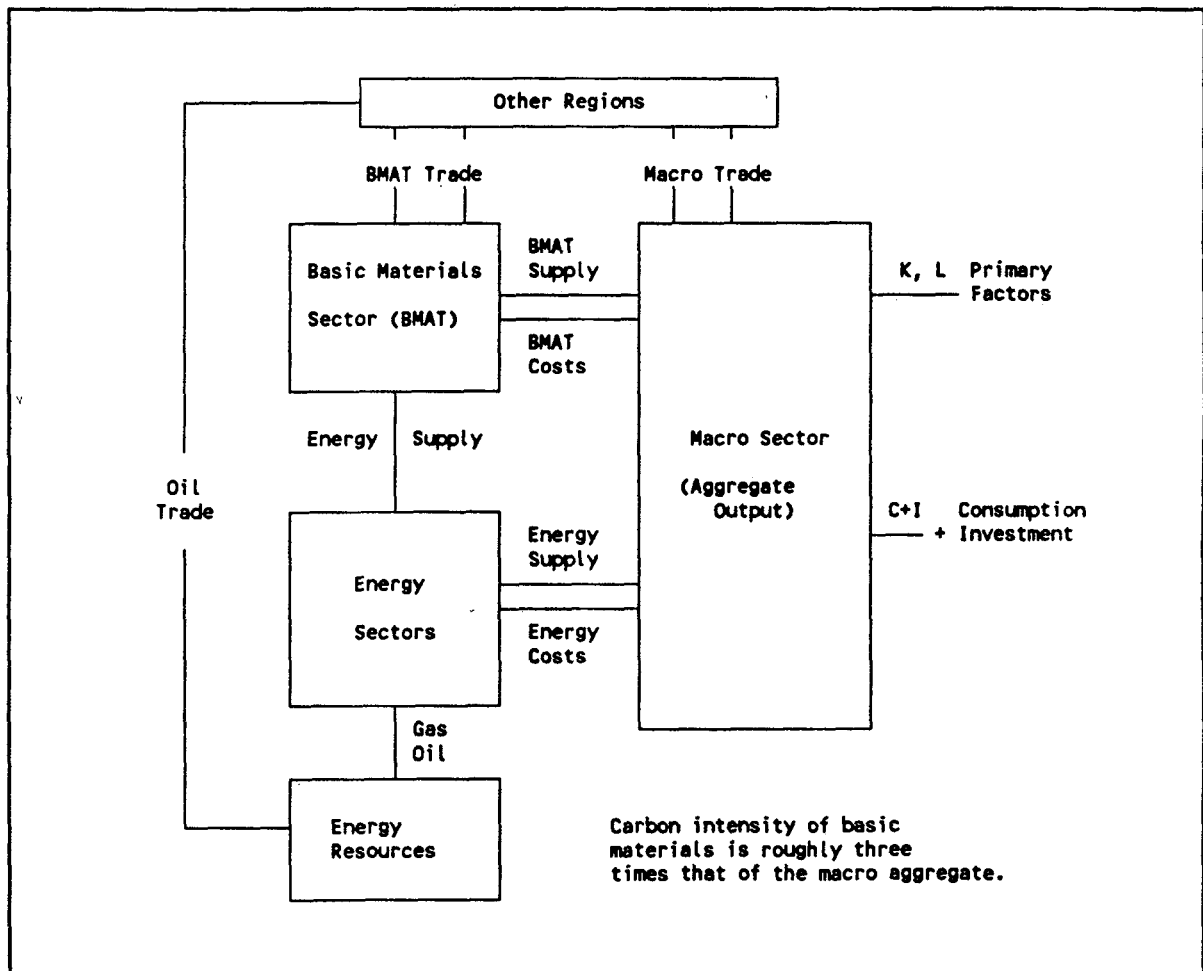 Other Regions
BMAT Trade
Macro Trade
Basic Materials
Sector (BMAT)
BMAT
Supply
BMAT
Costs
K, L Primary
Factors
Energy Supply
Macro Sector
(Aggregate
Output)
Oil
Trade
C+I Consumption
+ Investment
Energy
Sectors
Energy
Supply
Energy
Costs
Gas
Oil
Energy
Resources
Carbon intensity of basic
materials is roughly three
times that of the macro aggregate.